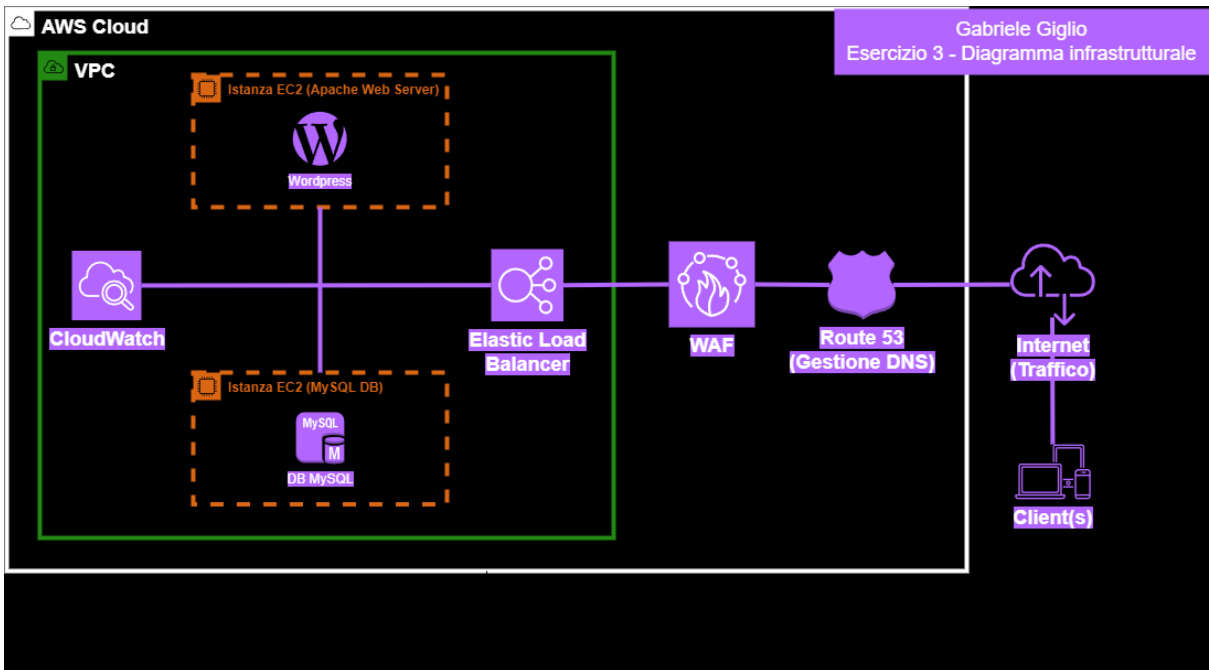 AWS Cloud
Gabriele Giglio
Esercizio 3 - Diagramma infrastrutturale
VPC
Istanza EC2 (Apache Web Server)
W
Wordpress
CloudWatch
Elastic Load
Balancer
WAF
Route 53
(Gestione DNS)
Internet
(Traffico)
Istanza EC2 (MySQL DB)
MySQL
M
DB MySQL
Client(s)